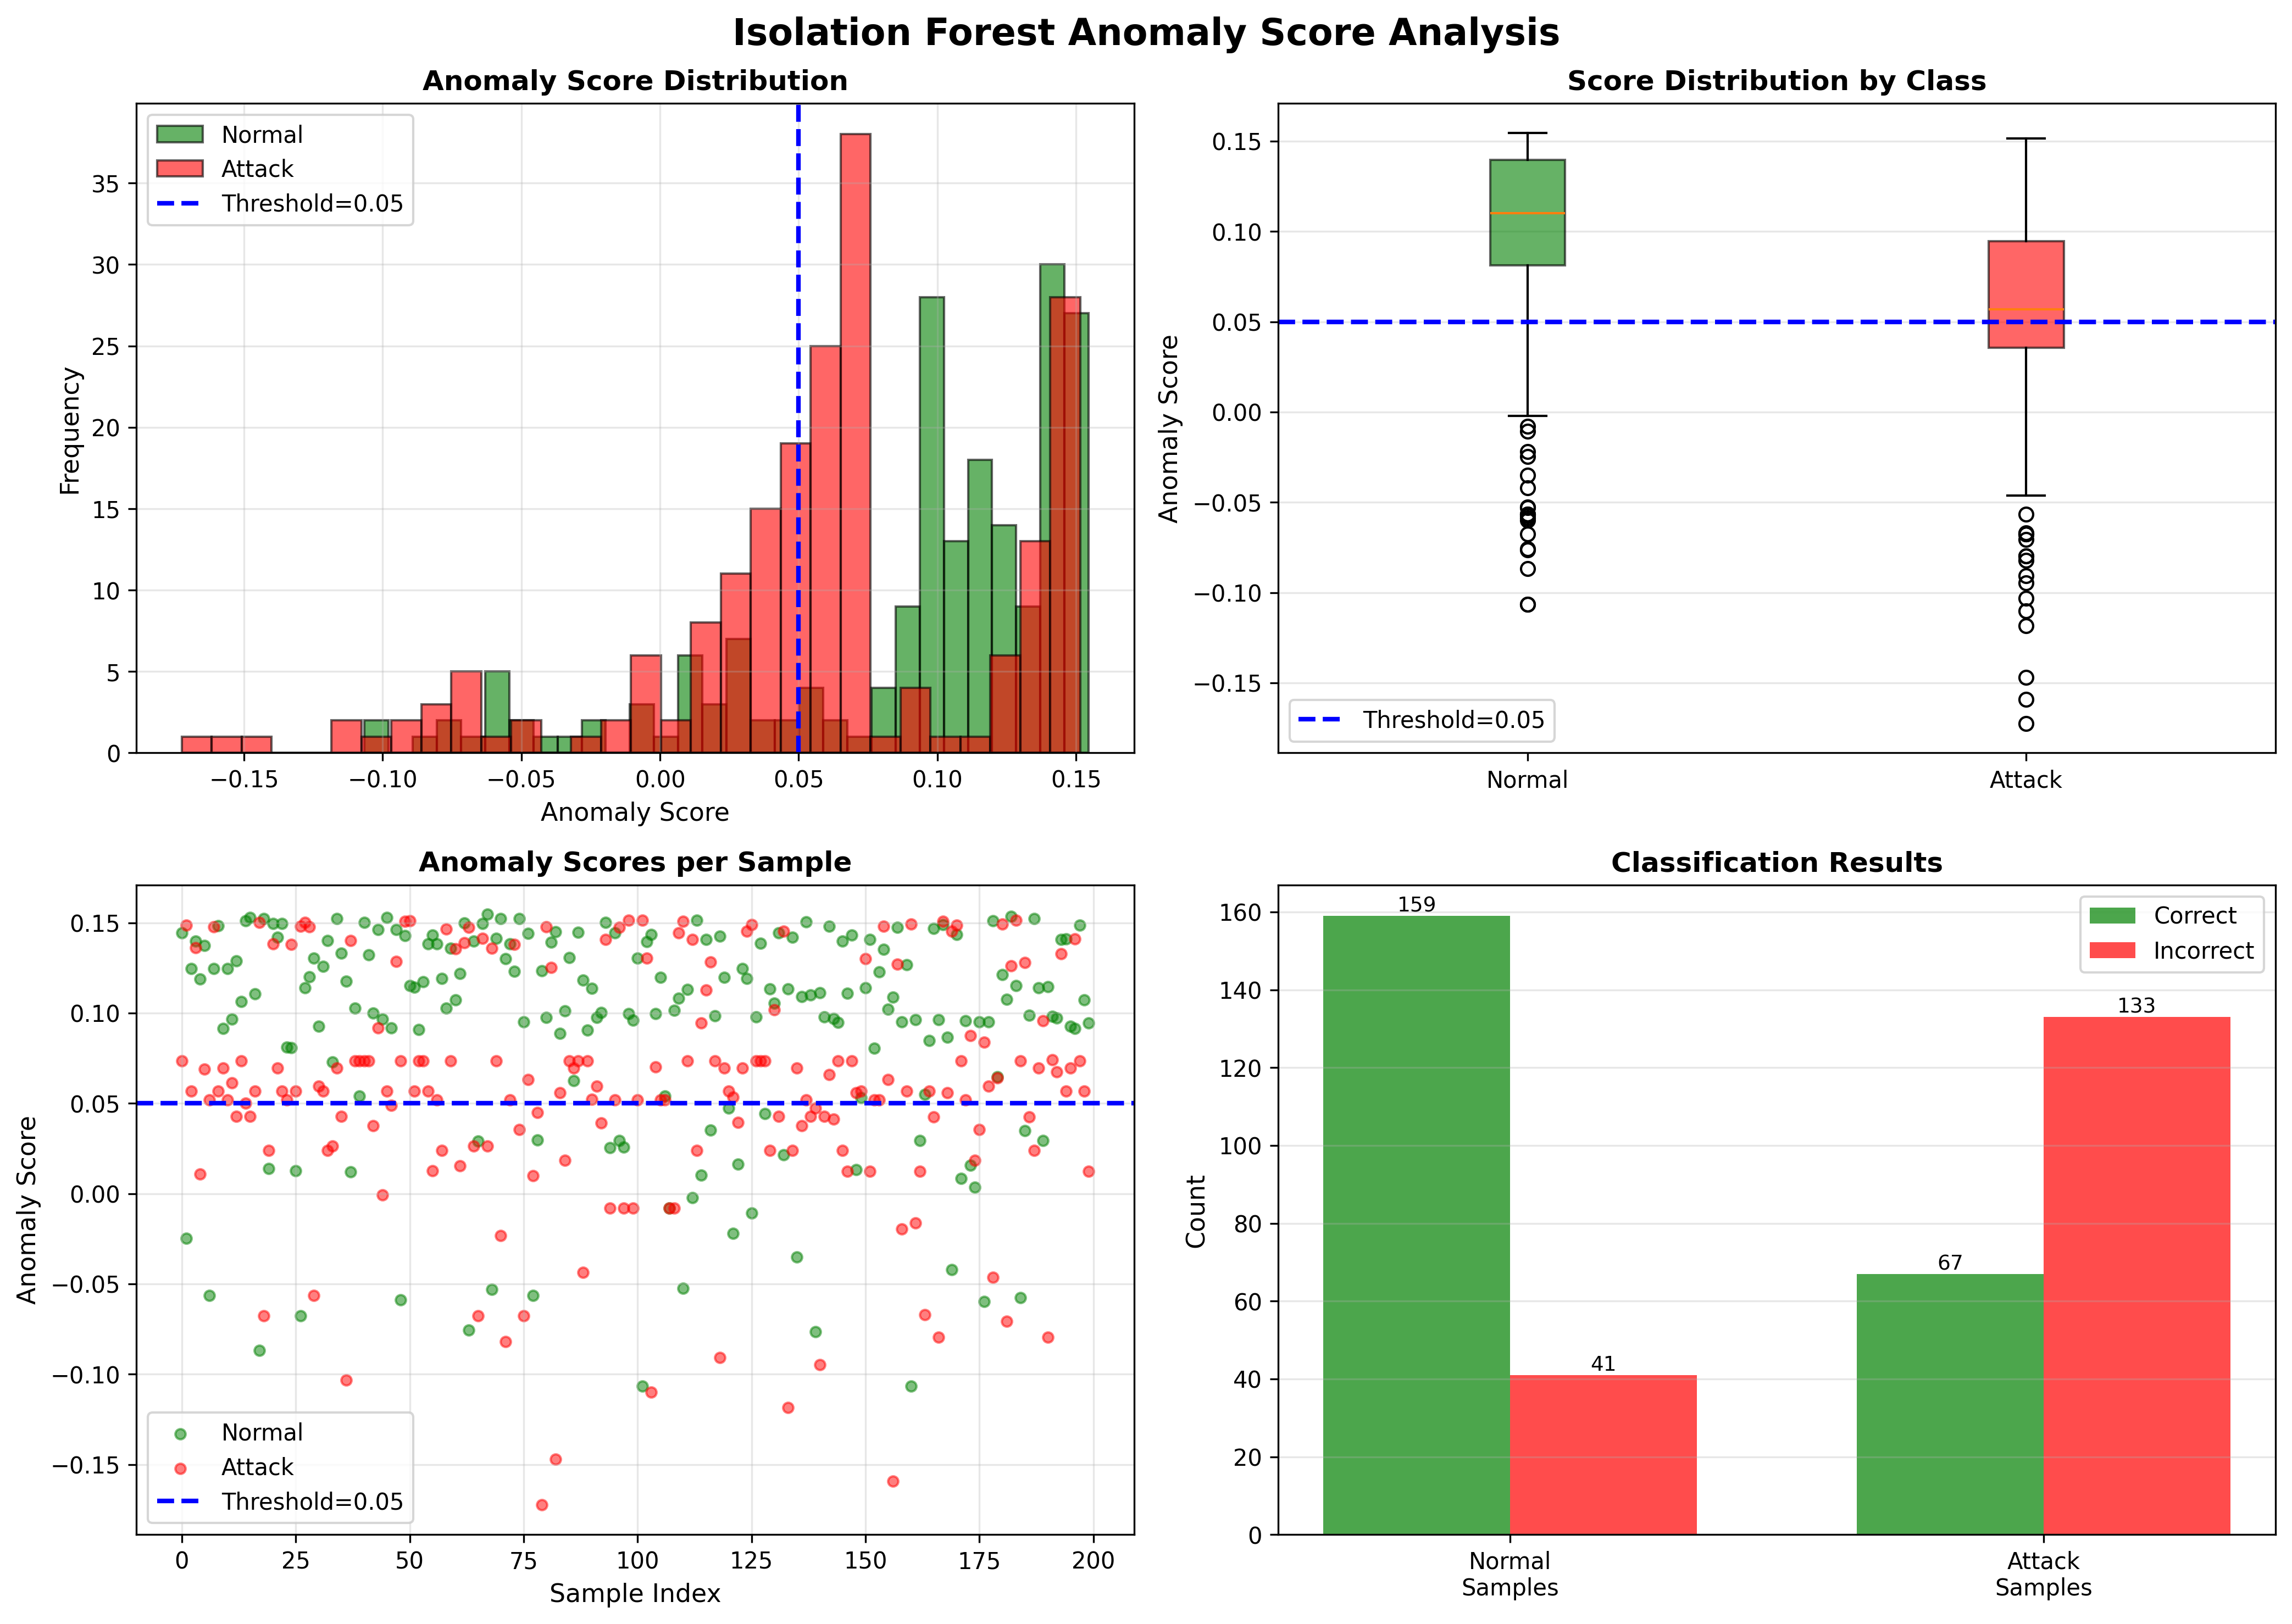 Isolation Forest Anomaly Score Analysis
Anomaly Score Distribution
Normal
Attack
Threshold=0.05
Frequency
35
30
25
20
15
10
5
0
−0.15
−0.10
−0.05
0.00
0.05
0.10
0.15
Anomaly Score
Score Distribution by Class
Anomaly Score
0.15
0.10
0.05
0.00
−0.05
−0.10
−0.15
Threshold=0.05
Normal
Attack
Anomaly Scores per Sample
Anomaly Score
0.15
0.10
0.05
0.00
−0.05
−0.10
−0.15
Normal
Attack
Threshold=0.05
0
25
50
75
100
125
150
175
200
Sample Index
Classification Results
Correct
Incorrect
Count
160
140
120
100
80
60
40
20
0
159
41
67
133
Normal
Samples
Attack
Samples